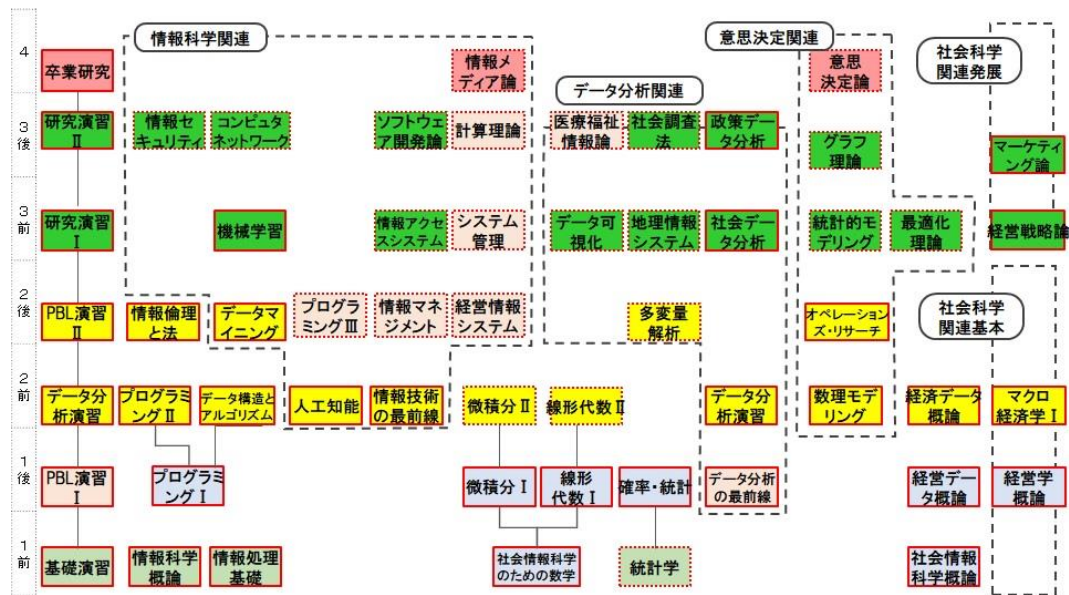 4
情報科学関連
意思決定関連
社会科学
関連発展
卒業研究
情報メ
ディア論
データ分析関連
意思
決定論
3
後
研究演習
Ⅱ
情報セ
キュリティ
コンピュタ
ネットワーク
ソフトウェ
ア開発論
計算理論
医療福祉
情報論
社会調査
法
政策データ
分析
グラフ
理論
マーケティ
ング論
3
前
研究演習
Ⅰ
機械学習
情報アクセ
スシステム
システム
管理
データ可
視化
地理情報
システム
社会データ
分析
統計的モ
デリング
最適化
理論
経営戦略論
2
後
PBL演習
Ⅱ
情報倫理
と法
データマ
イニング
プログラ
ミングⅢ
情報マネ
ジメント
経営情報
システム
多変量
解析
オペレーション
ズ・リサーチ
社会科学
関連基本
2
前
データ分
析演習
プログラ
ミングⅡ
データ構造と
アルゴリズム
人工知能
情報技術
の最前線
微積分Ⅱ
線形代数Ⅱ
データ分
析演習
数理モデ
リング
経済データ
概論
マクロ
経済学Ⅰ
1
後
PBL演習
Ⅰ
プログラミ
ングⅠ
微積分Ⅰ
線形
代数Ⅰ
確率・統計
データ分析
の最前線
経営デー
タ概論
経営学
概論
1
前
基礎演習
情報科学
概論
情報処理
基礎
社会情報科学
のための数学
統計学
社会情報
科学概論